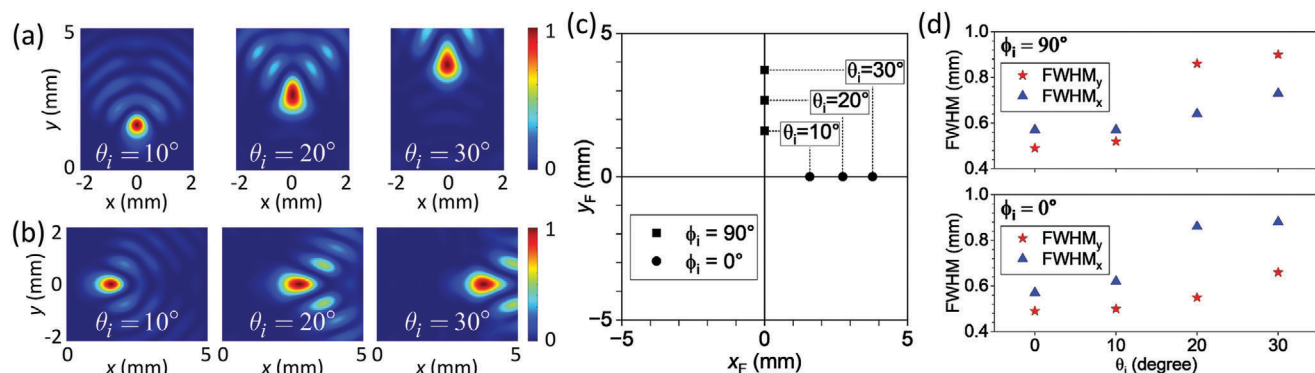 (a)
5
y (mm)
0
θi = 10°
θi = 20°
θi = 30°
1
0
-2 0 2
-2 0 2
-2 0 2
x (mm)
x (mm)
x (mm)
(b)
2
y (mm)
0
-2
θi = 10°
θi = 20°
θi = 30°
1
0
0 5
0 5
0 5
x (mm)
x (mm)
x (mm)
(c)
5
yF (mm)
0
−5
θi=30°
θi=20°
θi=10°
ϕi = 90°
ϕi = 0°
−5 0 5
xF (mm)
(d)
1.0
FWHM (mm)
0.8
0.6
0.4
ϕi = 90°
FWHMy
FWHMx
1.0
FWHM (mm)
0.8
0.6
0.4
ϕi = 0°
FWHMy
FWHMx
0 10 20 30
θi (degree)